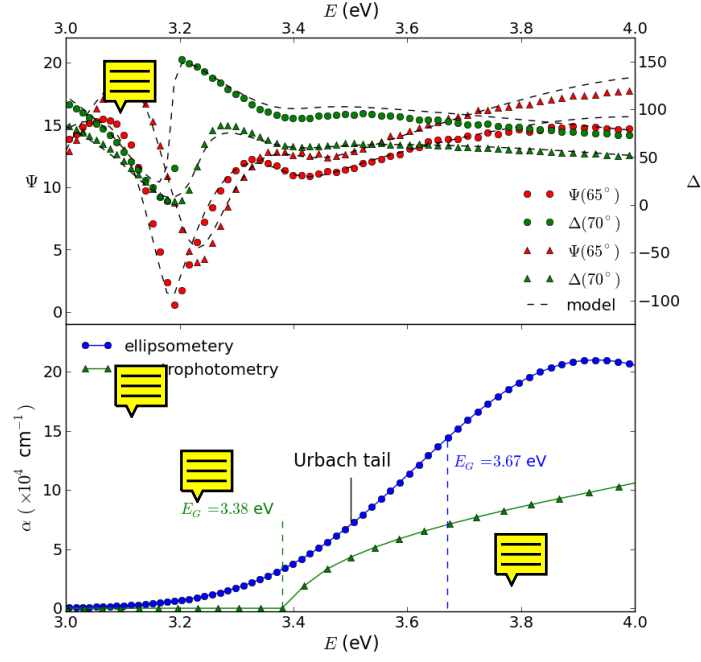 E (eV)
3.0 3.2 3.4 3.6 3.8 4.0
20
15
10
5
0
Ψ
150
100
50
0
−50
−100
Δ
Ψ(65°)
Δ(70°)
Ψ(65°)
Δ(70°)
model
ellipsometery
20
15
10
5
0
α ( ×10⁴ cm⁻¹)
Urbach tail
E_G =3.67 eV
E_G =3.38 eV
3.0 3.2 3.4 3.6 3.8 4.0
E (eV)